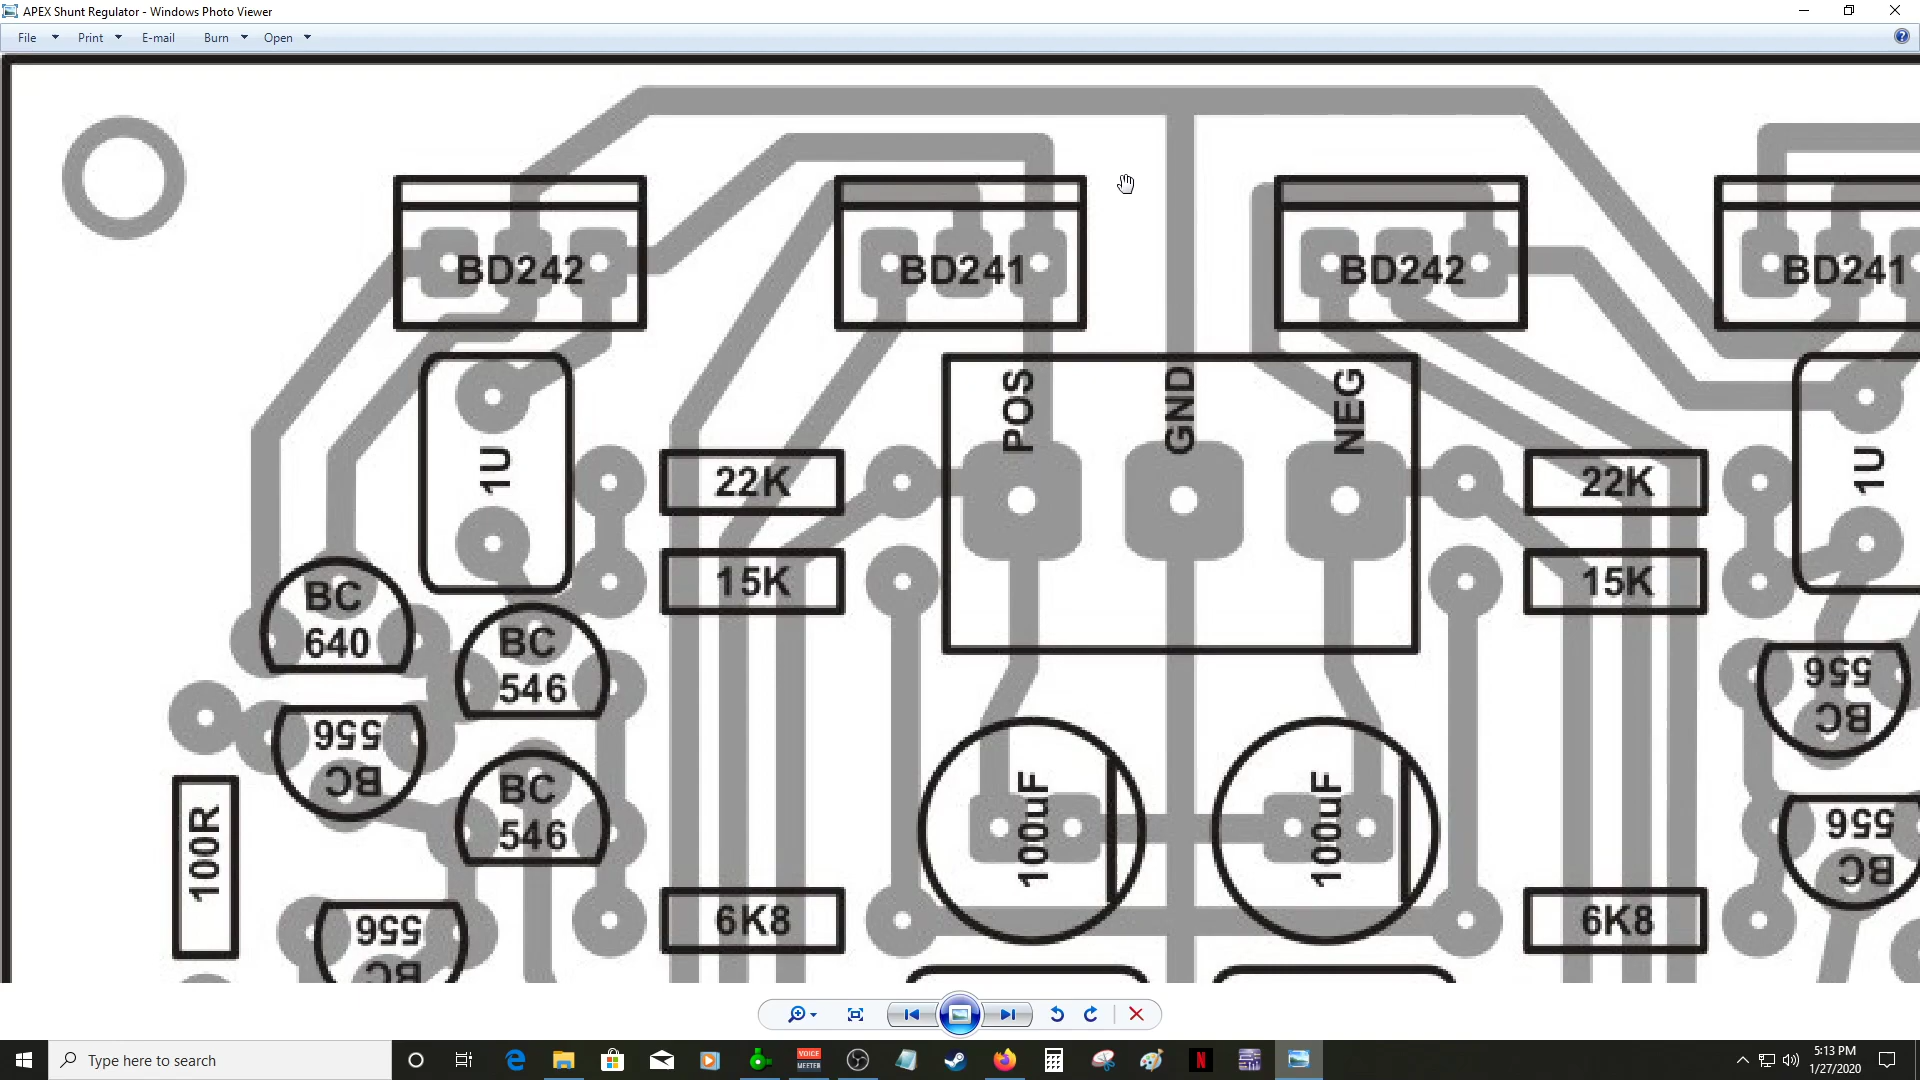 APEX Shunt Regulator - Windows Photo Viewer
File Print E-mail Burn Open
BD242 BD241 BD242 BD241
POS GND NEG
1U 22K 22K 1U
15K 15K
BC
640
BC
546
556
BC
556
BC
100uF 100uF
BC
546
556
BC
100R
6K8 6K8
556
BC
Type here to search
VOICE
MEETER
N
5:13 PM
1/27/2020